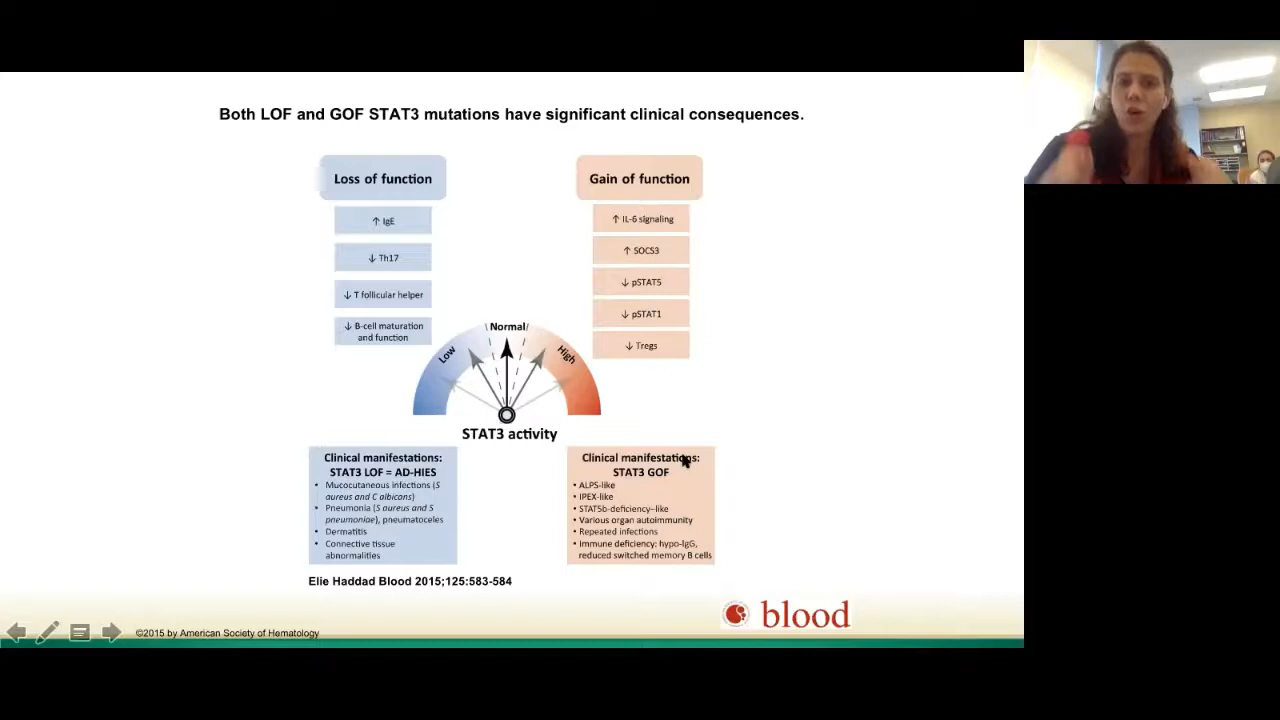 Both LOF and GOF STAT3 mutations have significant clinical consequences.
Loss of function
↑ IgE
↓ Th17
↓ T follicular helper
↓ B-cell maturation
and function
Gain of function
↑ IL-6 signaling
↑ SOCS3
↓ pSTAT5
↓ pSTAT1
↓ Tregs
Low
Normal
High
STAT3 activity
Clinical manifestations:
STAT3 LOF = AD-HIES
• Mucocutaneous infections (S
aureus and C albicans)
• Pneumonia (S aureus and S
pneumoniae), pneumatoceles
• Dermatitis
• Connective tissue
abnormalities
Clinical manifestations:
STAT3 GOF
• ALPS-like
• IPEX-like
• STAT5b-deficiency–like
• Various organ autoimmunity
• Repeated infections
• Immune deficiency: hypo-IgG,
reduced switched memory B cells
Elie Haddad Blood 2015;125:583-584
blood
©2015 by American Society of Hematology